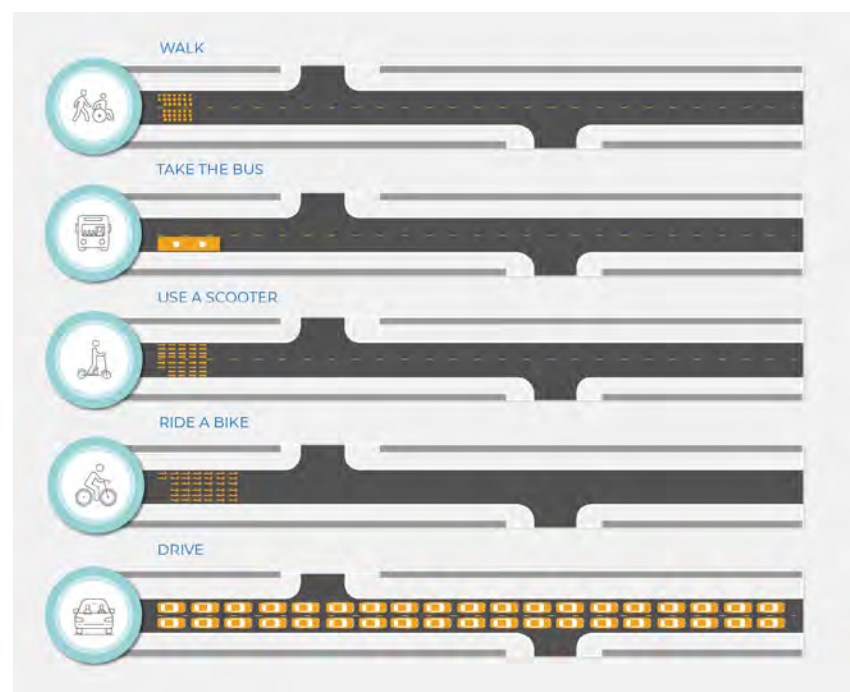 WALK
TAKE THE BUS
USE A SCOOTER
RIDE A BIKE
DRIVE